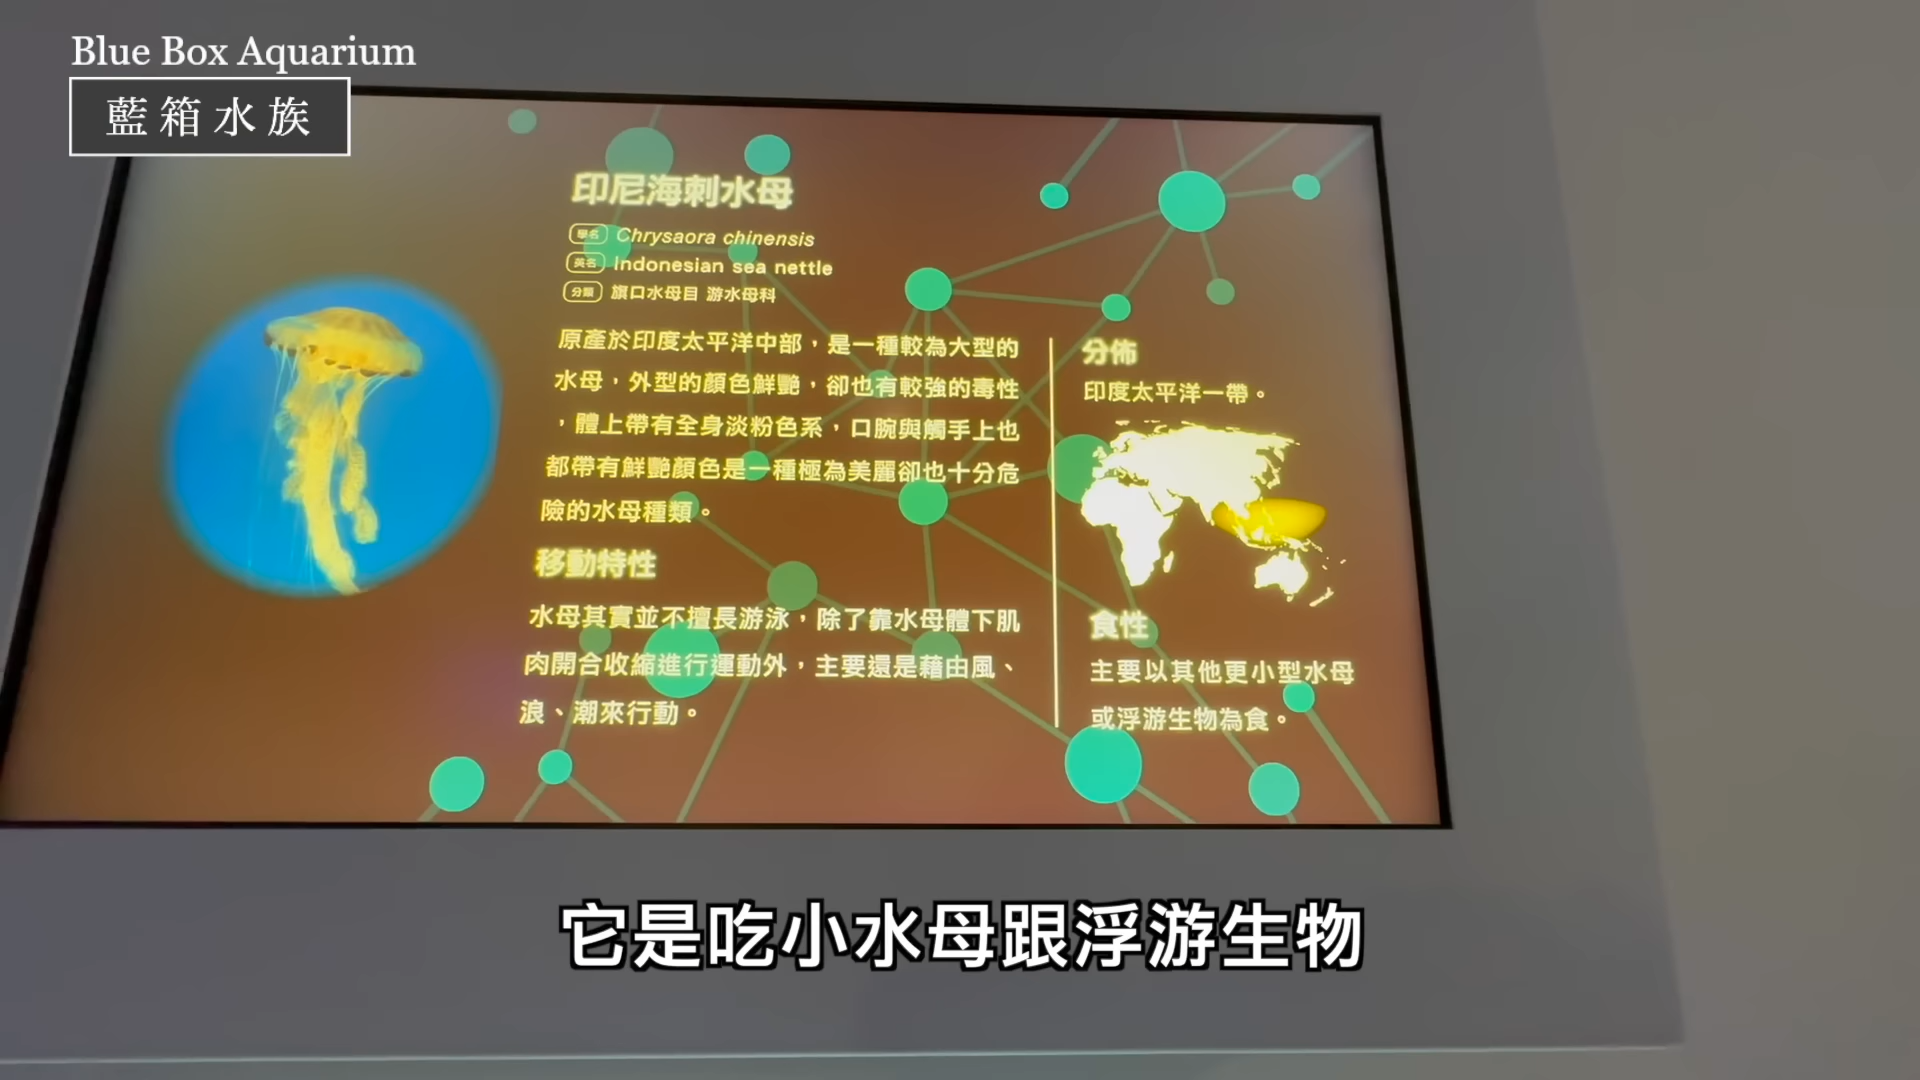 Blue Box Aquarium
藍箱水族
印尼海刺水母
學名 Chrysaora chinensis
英名 Indonesian sea nettle
分類 旗口水母目 游水母科
原產於印度太平洋中部，是一種較為大型的
水母，外型的顏色鮮艷，卻也有較強的毒性
，體上帶有全身淡粉色系，口腕與觸手上也
都帶有鮮艷顏色是一種極為美麗卻也十分危
險的水母種類。
移動特性
水母其實並不擅長游泳，除了靠水母體下肌
肉開合收縮進行運動外，主要還是藉由風、
浪、潮來行動。
分佈
印度太平洋一帶。
食性
主要以其他更小型水母
或浮游生物為食。
它是吃小水母跟浮游生物